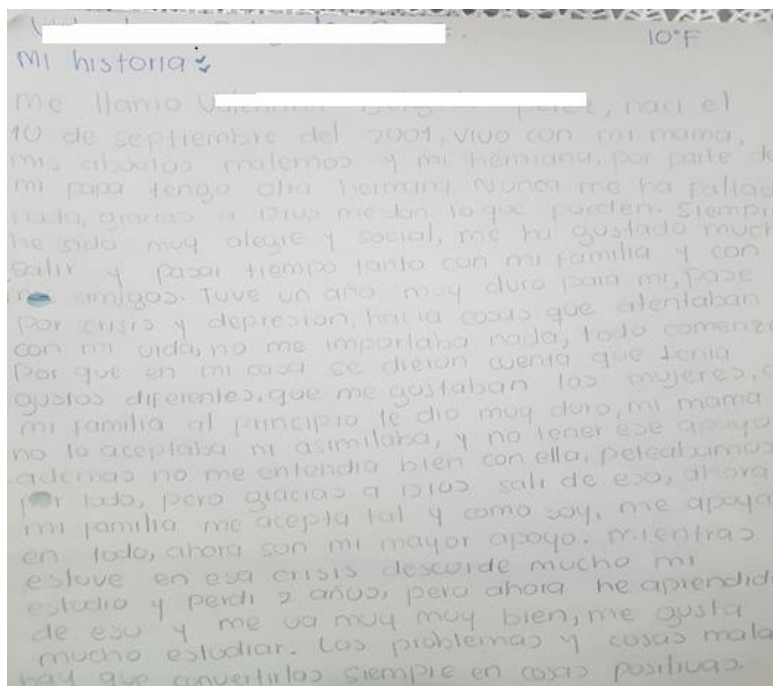 10°F
Mi historia
Me llamo, naci el
10 de septiembre del 2001, vivo con mi mama,
mis abuelos maternos y mi hermana, por parte de
mi papa tengo otra hermana. Nunca me ha faltado
nada, gracias a Dios me dan lo que pueden. Siempre
he sido muy alegre y social, me ha gustado much
salir y pasar tiempo tanto con mi familia y con
amigos. Tuve un año muy duro para mi, Pase
por crisis y depresion, hacia cosas que atentaban
con mi vida, no me importaba nada, todo comenzo
Por que en mi casa se dieron cuenta que tenia
gustos diferentes, que me gustaban las mujeres, a
mi familia al principio le dio muy duro, mi mama
no lo aceptaba ni asimilaba, y no tener ese apoyo
ademas no me entendia bien con ella, peleabamos
por todo, pero gracias a Dios sali de eso, ahora
mi familia me acepta tal y como soy, me apoya
en todo, ahora son mi mayor apoyo. mientras
estuve en esa crisis descuide mucho mi
estudio y perdi 2 años, pero ahora he aprendid
de eso y me va muy muy bien, me gusta
mucho estudiar. Los problemas y cosas mala
hay que convertirlas siempre en cosas positivas.